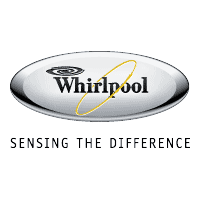 Whirlpool
SENSING THE DIFFERENCE